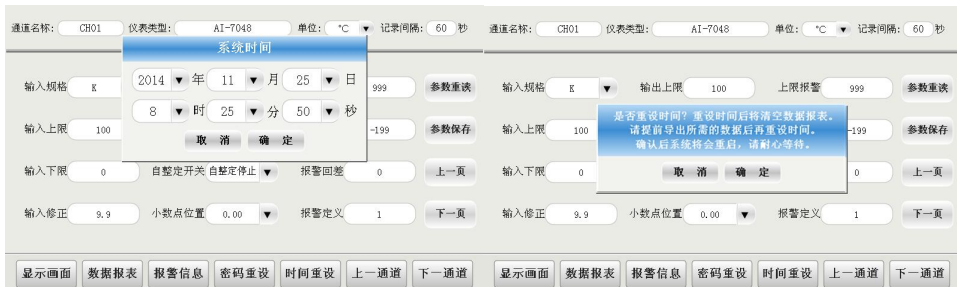 通道名称: CH01 仪表类型: AI-7048 单位: °C ▼ 记录间隔: 60 秒
系统时间
2014 ▼ 年 11 ▼ 月 25 ▼ 日
8 ▼ 时 25 ▼ 分 50 ▼ 秒
取 消 确 定
输入规格 K 999 参数重读
输入上限 100 -199 参数保存
输入下限 0 自整定开关 自整定停止 ▼ 报警回差 0 上一页
输入修正 9.9 小数点位置 0.00 ▼ 报警定义 1 下一页
显示画面 数据报表 报警信息 密码重设 时间重设 上一通道 下一通道
通道名称: CH01 仪表类型: AI-7048 单位: °C ▼ 记录间隔: 60 秒
输入规格 K ▼ 输出上限 100 上限报警 999 参数重读
是否重设时间？重设时间后将清空数据报表。
请提前导出所需的数据后再重设时间。
确认后系统将会重启，请耐心等待。
取 消 确 定
输入上限 100 -199 参数保存
输入下限 0 0 上一页
输入修正 9.9 小数点位置 0.00 ▼ 报警定义 1 下一页
显示画面 数据报表 报警信息 密码重设 时间重设 上一通道 下一通道